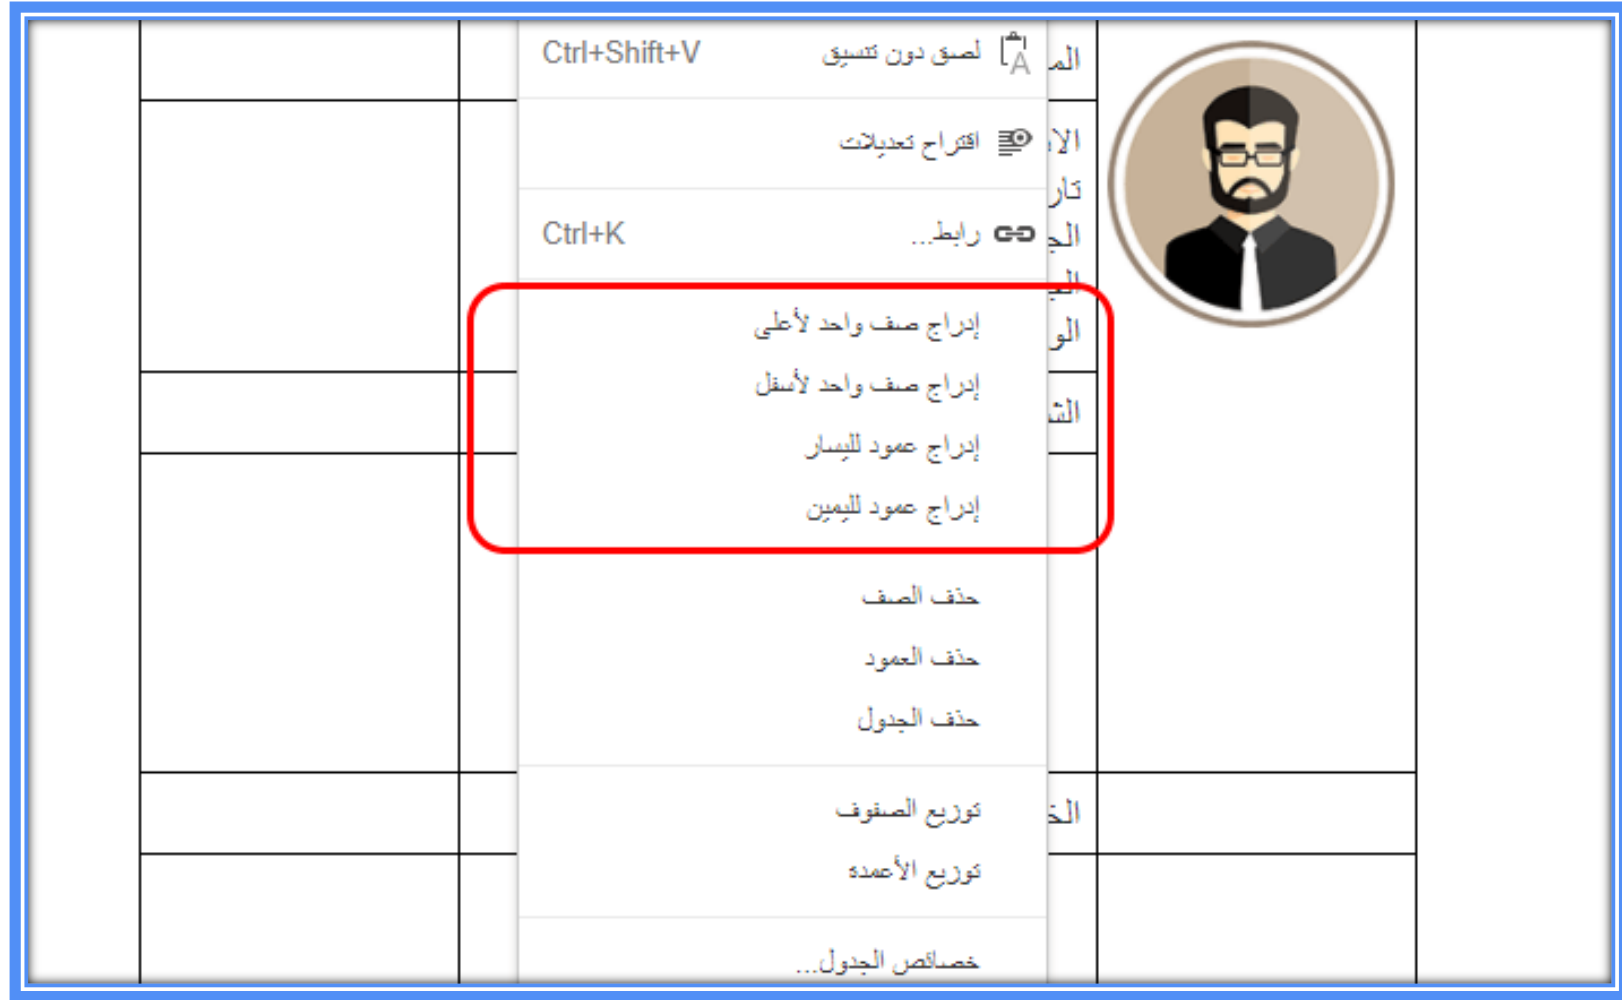 لصق دون تنسيق Ctrl+Shift+V
اقتراح تعديلات
رابط... Ctrl+K
إدراج صف واحد لأعلى
إدراج صف واحد لأسفل
إدراج عمود لليسار
إدراج عمود لليمين
حذف الصف
حذف العمود
حذف الجدول
توزيع الصفوف
توزيع الأعمدة
خصائص الجدول...